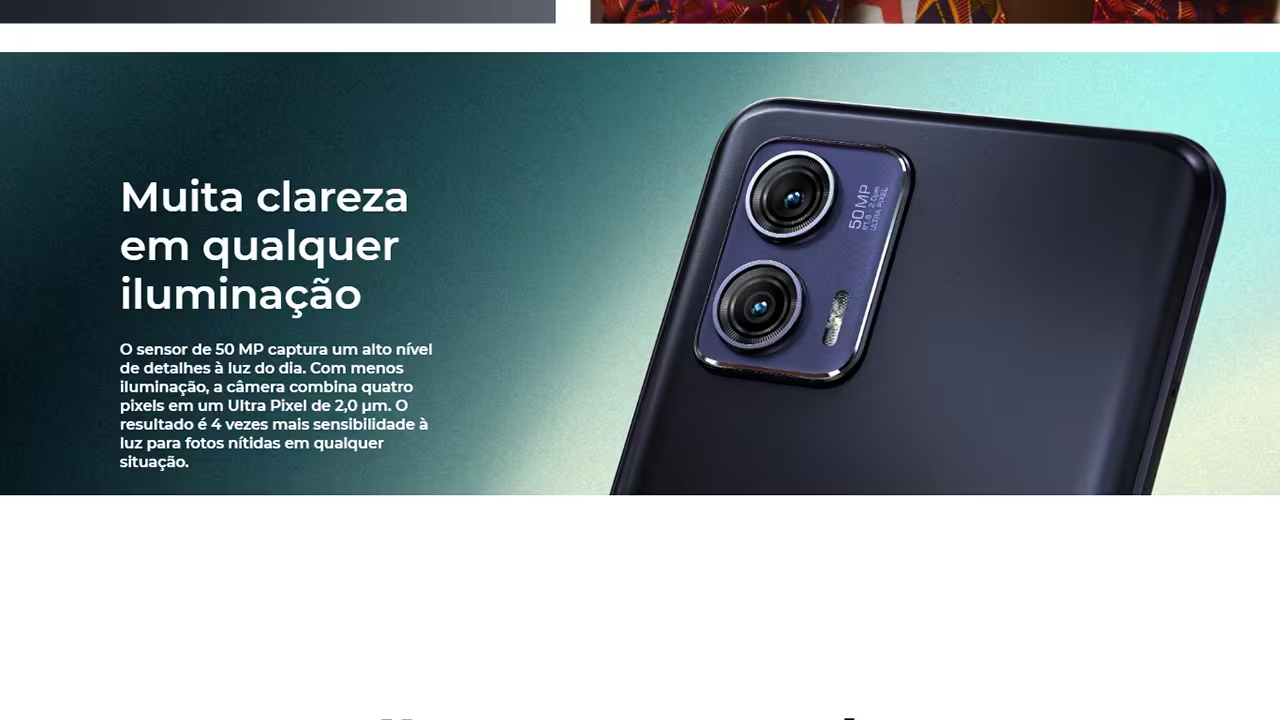 Muita clareza
em qualquer
iluminação
O sensor de 50 MP captura um alto nível
de detalhes à luz do dia. Com menos
iluminação, a câmera combina quatro
pixels em um Ultra Pixel de 2,0 µm. O
resultado é 4 vezes mais sensibilidade à
luz para fotos nítidas em qualquer
situação.
50MP
f/1.8 : 2.0µm
ULTRA PIXEL